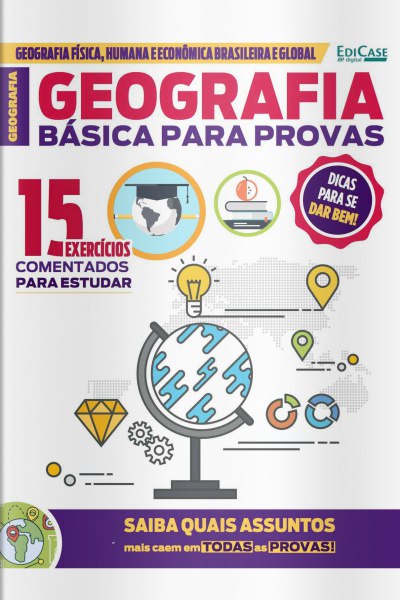 GEOGRAFIA FÍSICA, HUMANA E ECONÔMICA BRASILEIRA E GLOBAL
EDICASE
digital
GEOGRAFIA
GEOGRAFIA
BÁSICA PARA PROVAS
DICAS
PARA SE
DAR BEM!
15
EXERCÍCIOS
COMENTADOS
PARA ESTUDAR
SAIBA QUAIS ASSUNTOS
mais caem em TODAS as PROVAS!